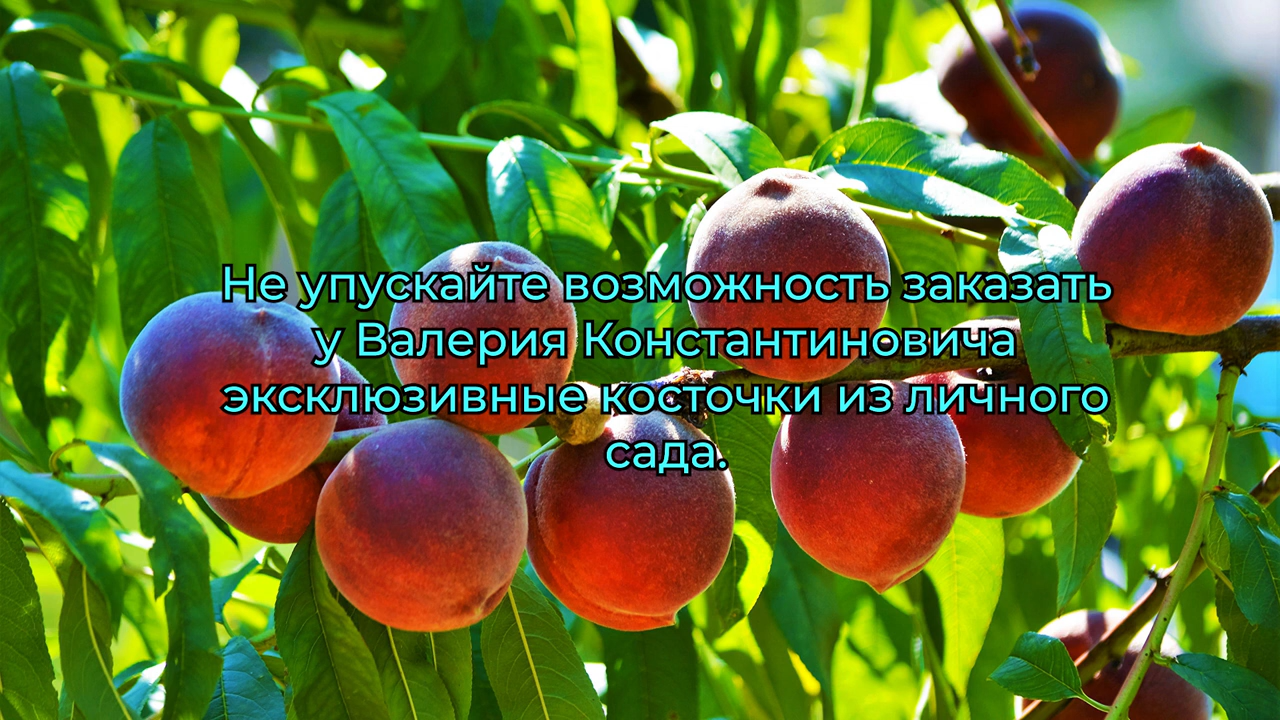 Не упускайте возможность заказать
у Валерия Константиновича
эксклюзивные косточки из личного
сада.